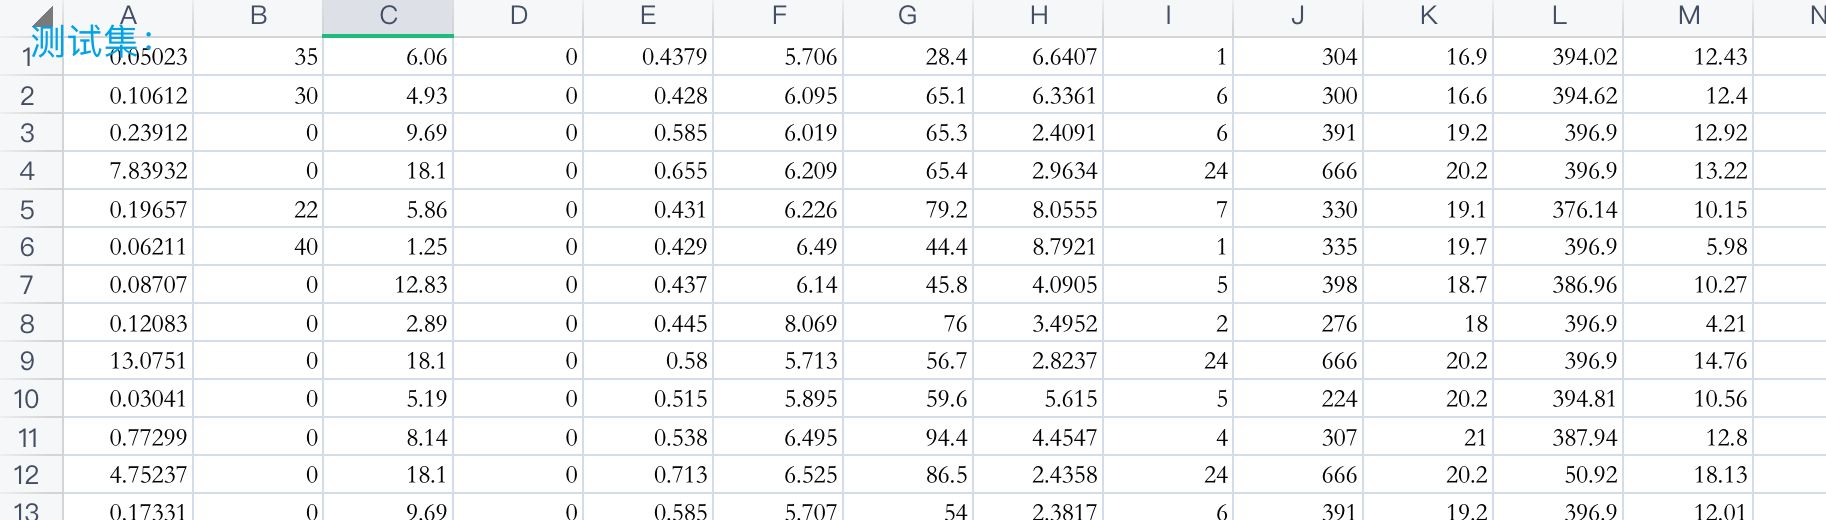 A B C D E F G H I J K L M N
测试集：
1 0.05023 35 6.06 0 0.4379 5.706 28.4 6.6407 1 304 16.9 394.02 12.43
2 0.10612 30 4.93 0 0.428 6.095 65.1 6.3361 6 300 16.6 394.62 12.4
3 0.23912 0 9.69 0 0.585 6.019 65.3 2.4091 6 391 19.2 396.9 12.92
4 7.83932 0 18.1 0 0.655 6.209 65.4 2.9634 24 666 20.2 396.9 13.22
5 0.19657 22 5.86 0 0.431 6.226 79.2 8.0555 7 330 19.1 376.14 10.15
6 0.06211 40 1.25 0 0.429 6.49 44.4 8.7921 1 335 19.7 396.9 5.98
7 0.08707 0 12.83 0 0.437 6.14 45.8 4.0905 5 398 18.7 386.96 10.27
8 0.12083 0 2.89 0 0.445 8.069 76 3.4952 2 276 18 396.9 4.21
9 13.0751 0 18.1 0 0.58 5.713 56.7 2.8237 24 666 20.2 396.9 14.76
10 0.03041 0 5.19 0 0.515 5.895 59.6 5.615 5 224 20.2 394.81 10.56
11 0.77299 0 8.14 0 0.538 6.495 94.4 4.4547 4 307 21 387.94 12.8
12 4.75237 0 18.1 0 0.713 6.525 86.5 2.4358 24 666 20.2 50.92 18.13
13 0.17331 0 9.69 0 0.585 5.707 54 2.3817 6 391 19.2 396.9 12.01